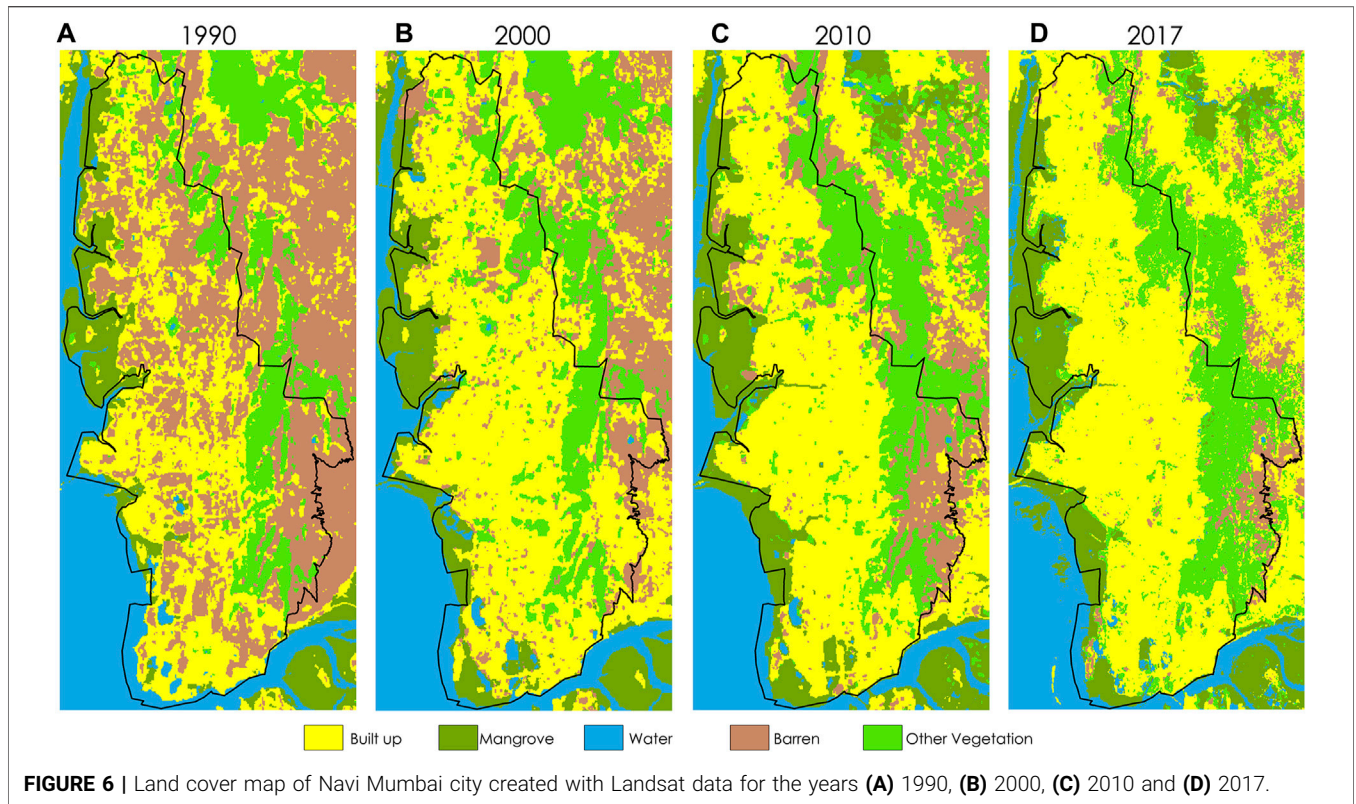 A 1990
B 2000
C 2010
D 2017
Built up
Mangrove
Water
Barren
Other Vegetation
FIGURE 6 | Land cover map of Navi Mumbai city created with Landsat data for the years (A) 1990, (B) 2000, (C) 2010 and (D) 2017.